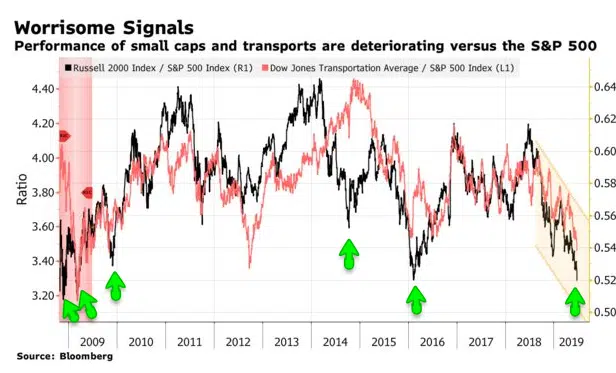 Worrisome Signals
Performance of small caps and transports are deteriorating versus the S&P 500
Russell 2000 Index / S&P 500 Index (R1) Dow Jones Transportation Average / S&P 500 Index (L1)
4.40
4.20
4.00
3.80
3.60
3.40
3.20
Ratio
0.64
0.62
0.60
0.58
0.56
0.54
0.52
0.50
2009 2010 2011 2012 2013 2014 2015 2016 2017 2018 2019
Source: Bloomberg